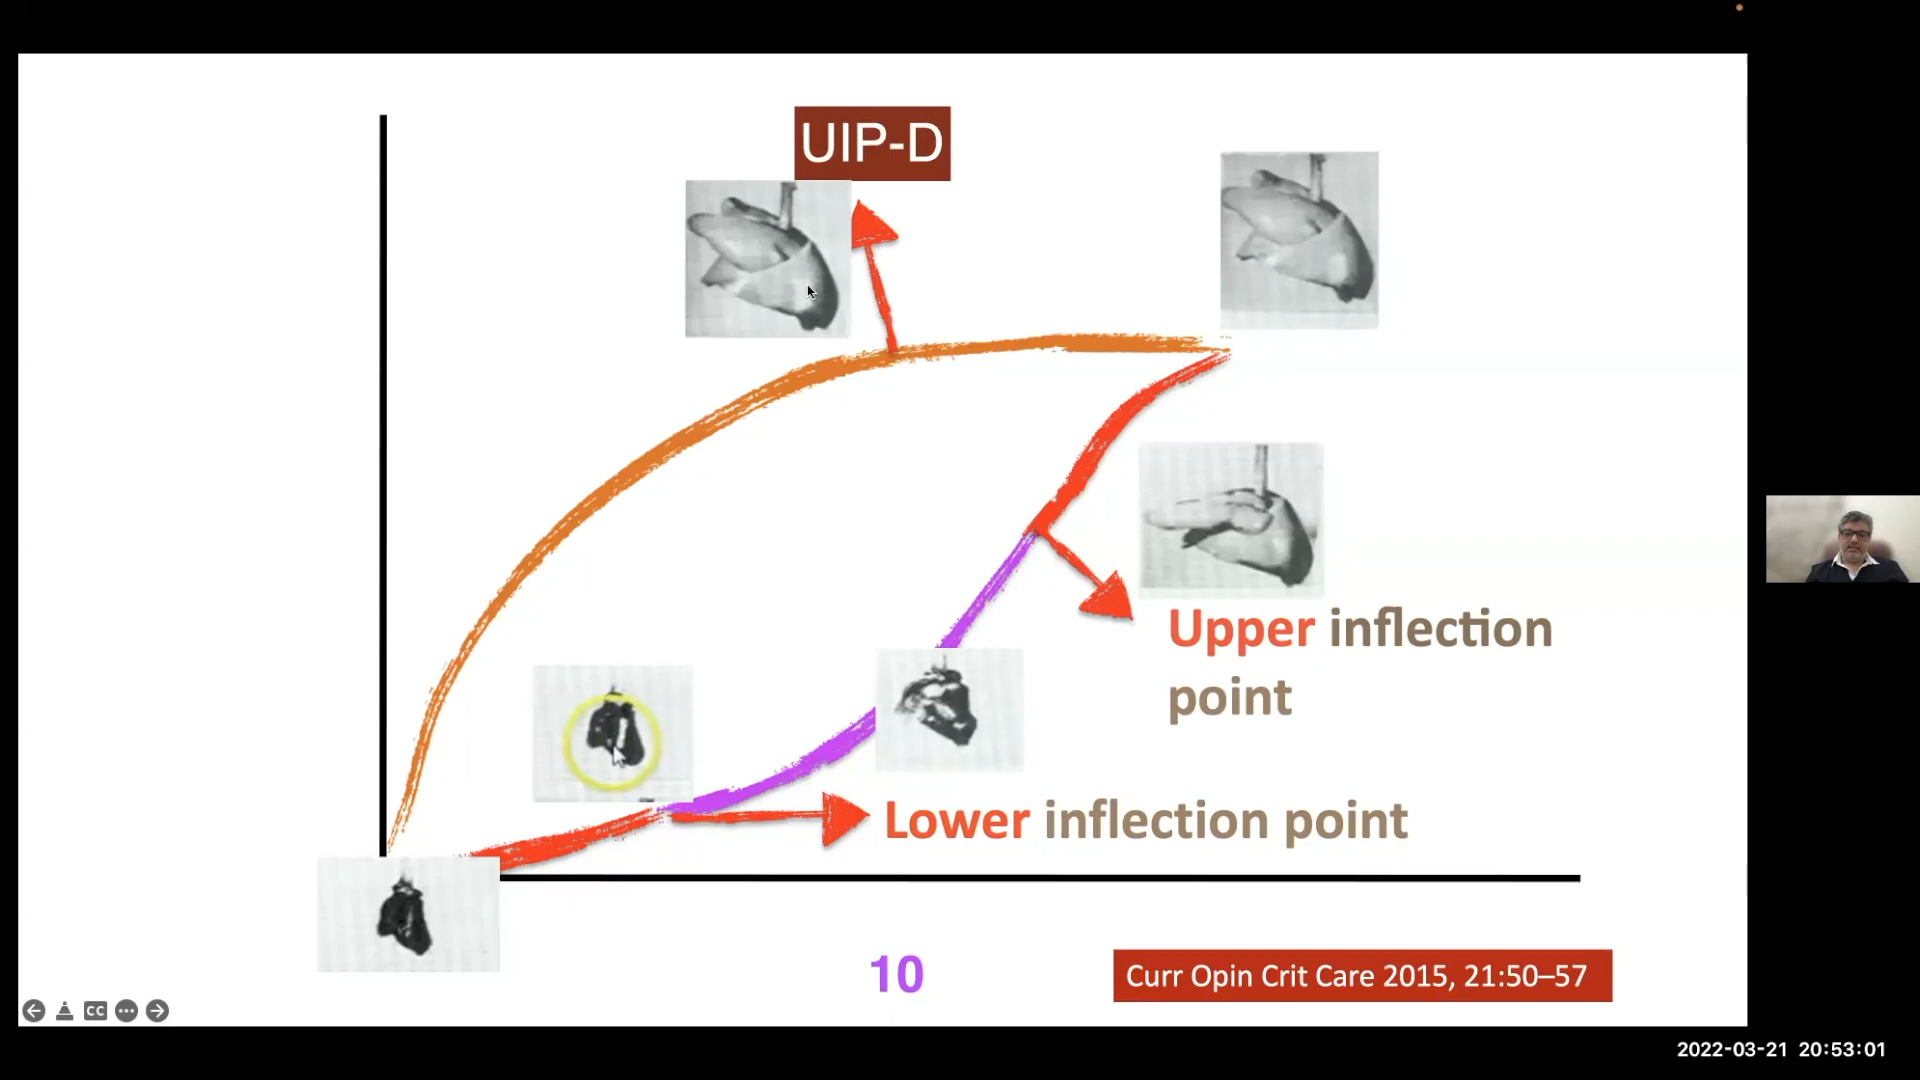 UIP-D
Upper inflection
point
Lower inflection point
10
Curr Opin Crit Care 2015, 21:50–57
CC
2022-03-21 20:53:01